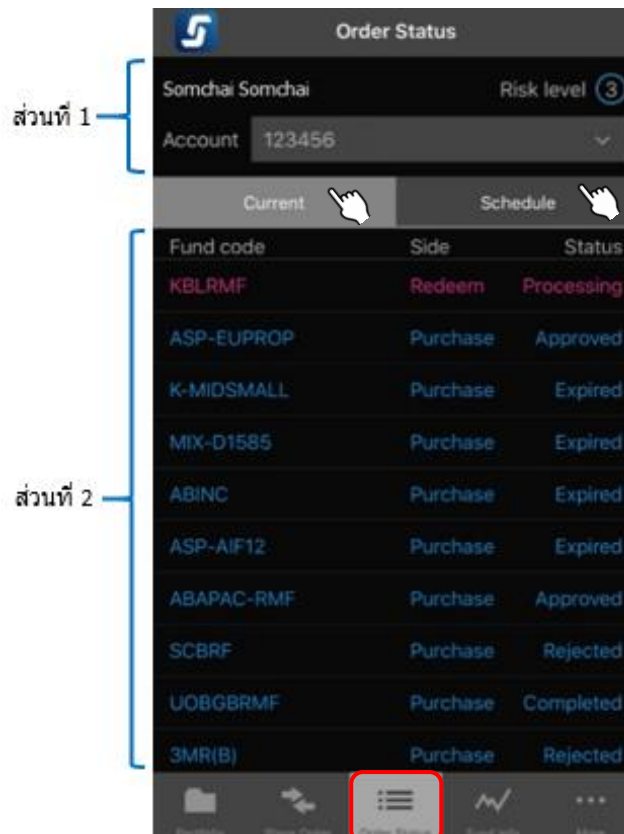 Order Status
Somchai Somchai Risk level 3
ส่วนที่ 1
Account 123456
Current Schedule
Fund code Side Status
KBLRMF Redeem Processing
ASP-EUPROP Purchase Approved
K-MIDSMALL Purchase Expired
MIX-D1585 Purchase Expired
ส่วนที่ 2
ABINC Purchase Expired
ASP-AIF12 Purchase Expired
ABAPAC-RMF Purchase Approved
SCBRF Purchase Rejected
UOBGBRMF Purchase Completed
3MR(B) Purchase Rejected